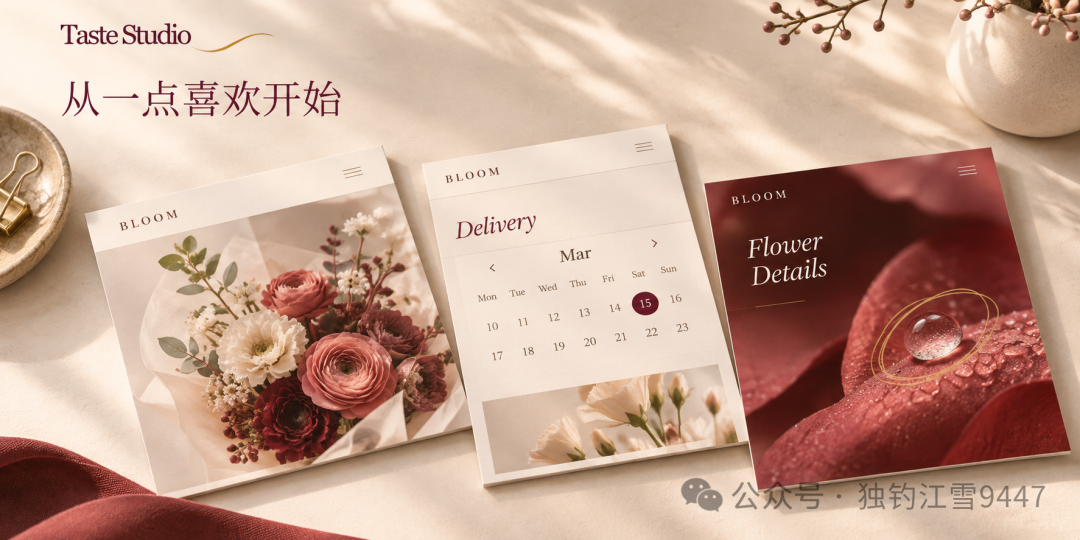 Taste Studio
从一点喜欢开始
BLOOM
BLOOM
Delivery
Mar
Mon Tue Wed Thu Fri Sat Sun
10 11 12 13 14 15 16
17 18 19 20 21 22 23
BLOOM
Flower
Details
公众号 · 独钓江雪9447